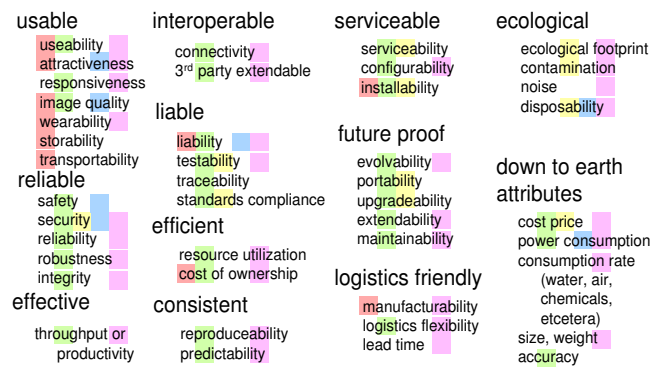 usable
useability
attractiveness
responsiveness
image quality
wearability
storability
transportability
reliable
safety
security
reliability
robustness
integrity
effective
throughput or
productivity
interoperable
connectivity
3rd party extendable
liable
liability
testability
traceability
standards compliance
efficient
resource utilization
cost of ownership
consistent
reproduceability
predictability
serviceable
serviceability
configurability
installability
future proof
evolvability
portability
upgradeability
extendability
maintainability
logistics friendly
manufacturability
logistics flexibility
lead time
ecological
ecological footprint
contamination
noise
disposability
down to earth
attributes
cost price
power consumption
consumption rate
(water, air,
chemicals,
etcetera)
size, weight
accuracy